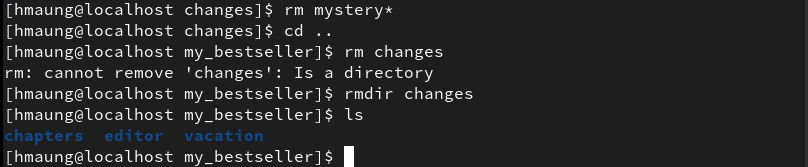 [hmaung@localhost changes]$ rm mystery*
[hmaung@localhost changes]$ cd ..
[hmaung@localhost my_bestseller]$ rm changes
rm: cannot remove 'changes': Is a directory
[hmaung@localhost my_bestseller]$ rmdir changes
[hmaung@localhost my_bestseller]$ ls
chapters  editor  vacation
[hmaung@localhost my_bestseller]$